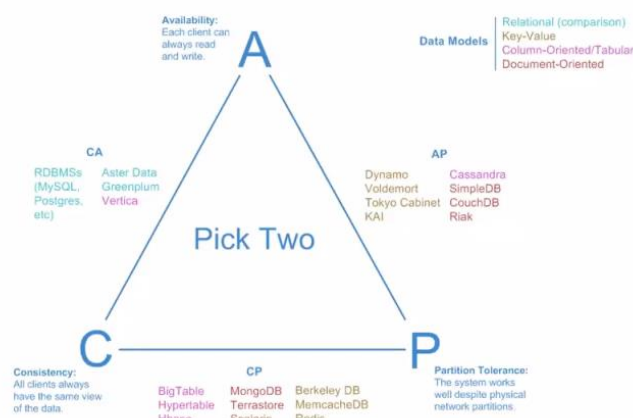 Availability:
Each client can
always read
and write.
A
Data Models
Relational (comparison)
Key-Value
Column-Oriented/Tabular
Document-Oriented
CA
RDBMSs
(MySQL,
Postgres,
etc)
Aster Data
Greenplum
Vertica
AP
Dynamo
Voldemort
Tokyo Cabinet
KAI
Cassandra
SimpleDB
CouchDB
Riak
Pick Two
C
P
Consistency:
All clients always
have the same view
of the data.
CP
BigTable
Hypertable
MongoDB
Terrastore
Berkeley DB
MemcacheDB
Partition Tolerance:
The system works
well despite physical
network partitions